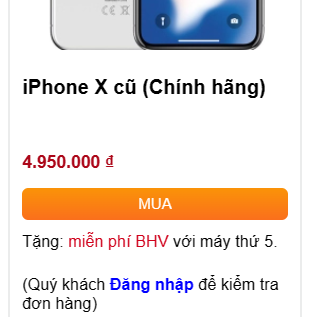 iPhone X cũ (Chính hãng)
4.950.000 ₫
MUA
Tặng: miễn phí BHV với máy thứ 5.
(Quý khách Đăng nhập để kiểm tra
đơn hàng)